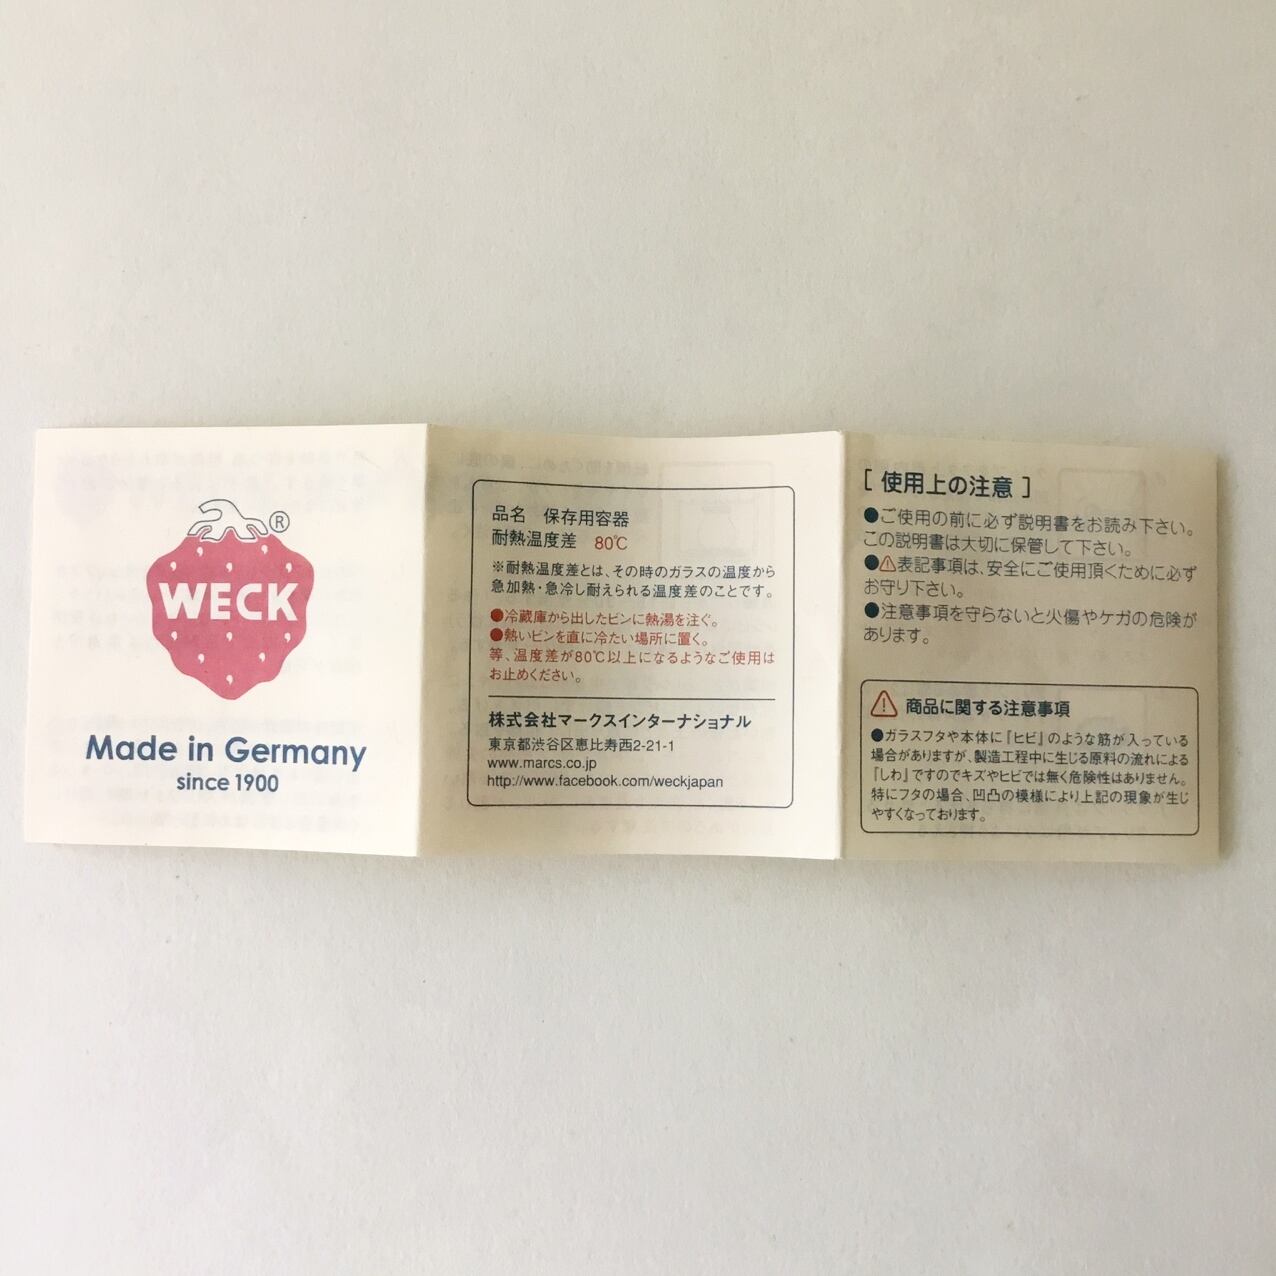 WECK
®
Made in Germany
since 1900
品名　保存用容器
耐熱温度差　80℃
※耐熱温度差とは、その時のガラスの温度から
急加熱・急冷し耐えられる温度差のことです。
●冷蔵庫から出したビンに熱湯を注ぐ。
●熱いビンを直に冷たい場所に置く。
等、温度差が80℃以上になるようなご使用は
お止めください。
株式会社マークスインターナショナル
東京都渋谷区恵比寿西2-21-1
www.marcs.co.jp
http://www.facebook.com/weckjapan
[ 使用上の注意 ]
●ご使用の前に必ず説明書をお読み下さい。
この説明書は大切に保管して下さい。
●⚠表記事項は、安全にご使用頂くために必ず
お守り下さい。
●注意事項を守らないと火傷やケガの危険が
あります。
⚠ 商品に関する注意事項
●ガラスフタや本体に『ヒビ』のような筋が入っている
場合がありますが、製造工程中に生じる原料の流れによる
『しわ』ですのでキズやヒビでは無く危険性はありません。
特にフタの場合、凹凸の模様により上記の現象が生じ
やすくなっております。